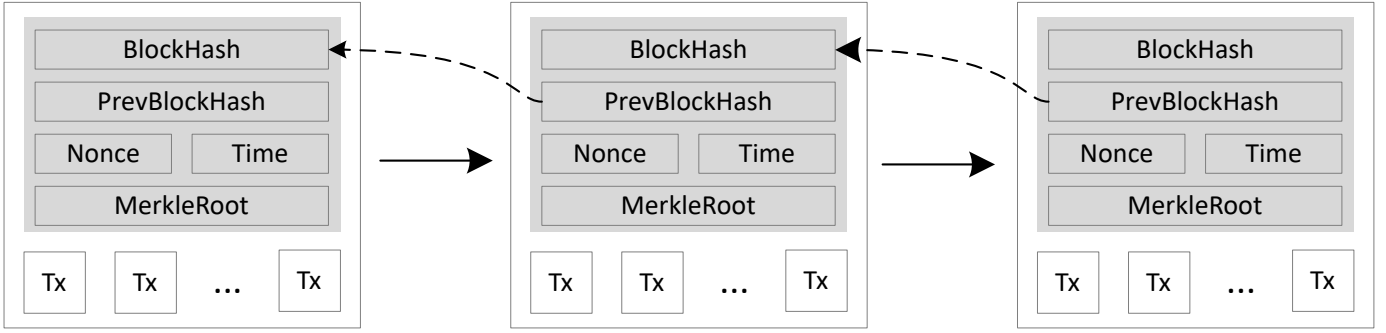 BlockHash
PrevBlockHash
Nonce Time
MerkleRoot
Tx Tx ... Tx
BlockHash
PrevBlockHash
Nonce Time
MerkleRoot
Tx Tx ... Tx
BlockHash
PrevBlockHash
Nonce Time
MerkleRoot
Tx Tx ... Tx